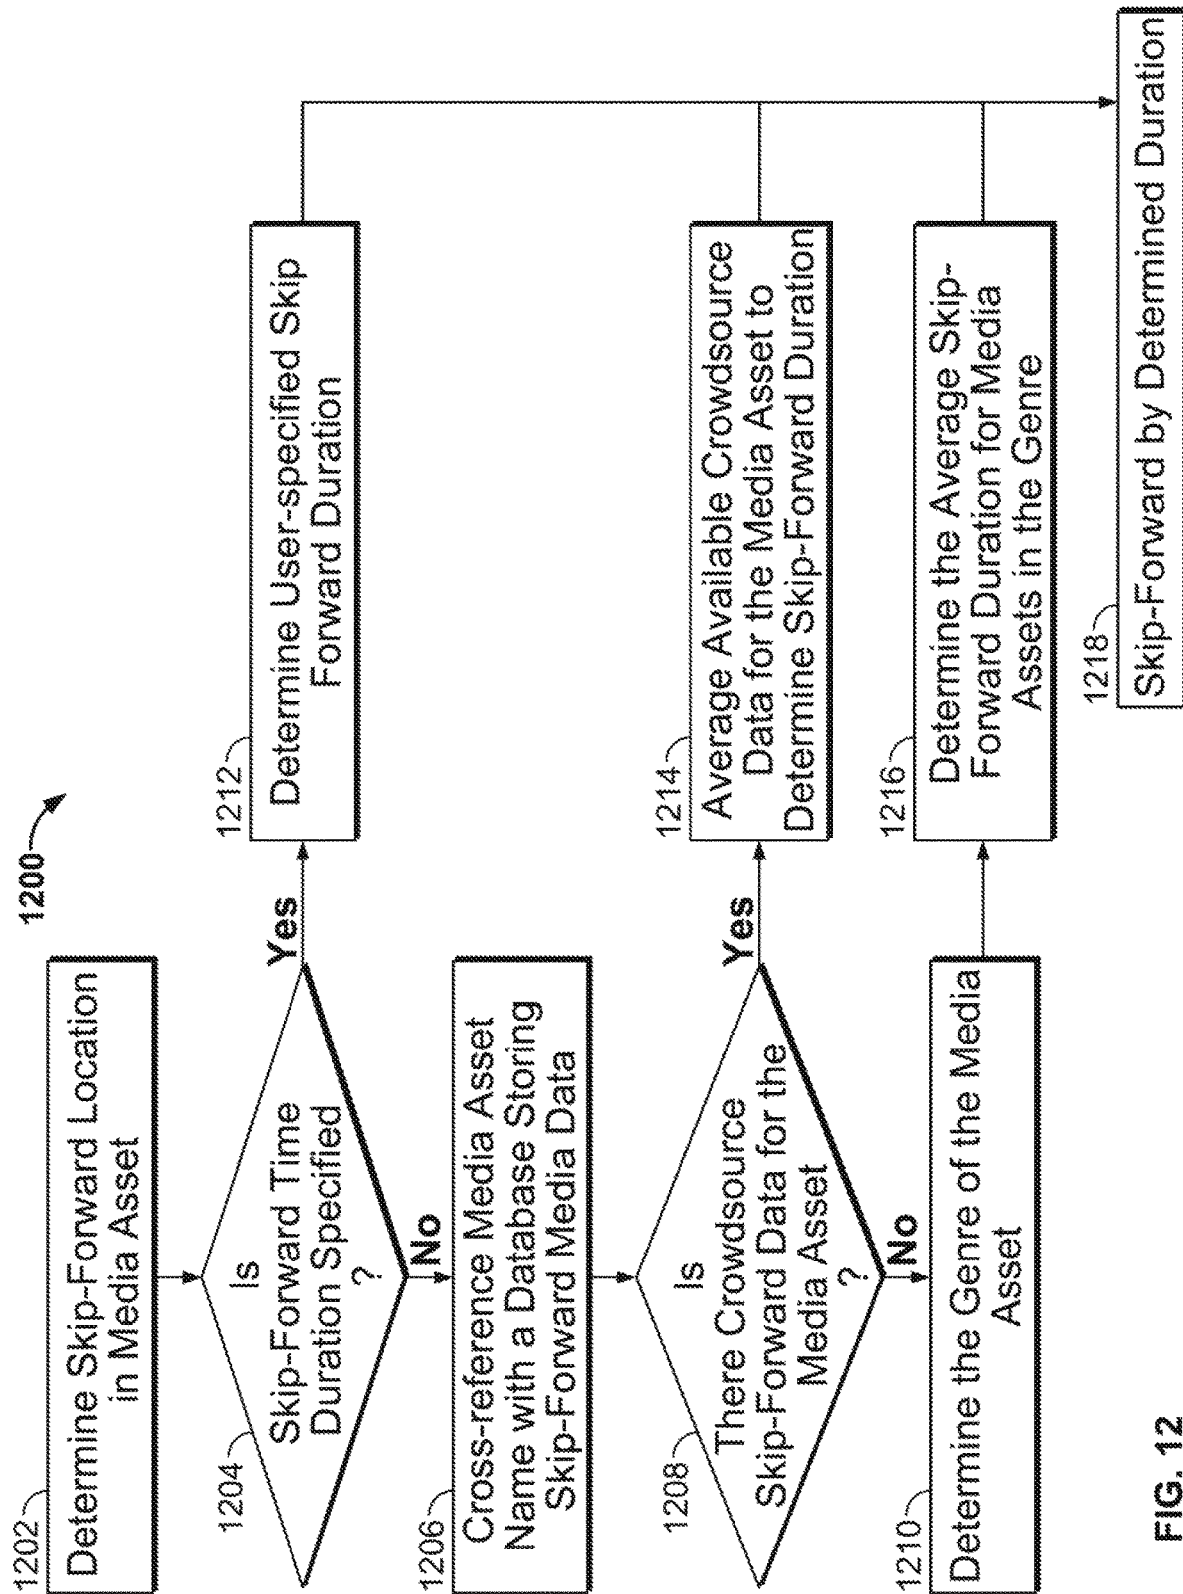 1200
1202
Determine Skip-Forward Location
in Media Asset
1204
Is
Skip-Forward Time
Duration Specified
?
Yes
No
1212
Determine User-specified Skip
Forward Duration
1206
Cross-reference Media Asset
Name with a Database Storing
Skip-Forward Media Data
1208
Is
There Crowdsource
Skip-Forward Data for the
Media Asset
?
Yes
No
1214
Average Available Crowdsource
Data for the Media Asset to
Determine Skip-Forward Duration
1210
Determine the Genre of the Media
Asset
1216
Determine the Average Skip-
Forward Duration for Media
Assets in the Genre
1218
Skip-Forward by Determined Duration
FIG. 12